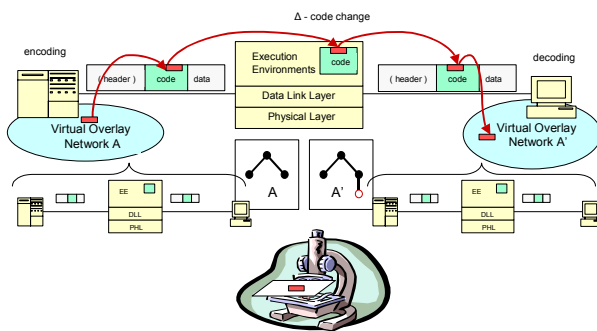 Δ - code change
encoding
decoding
Execution
Environments
code
( header ) code data
( header ) code data
Data Link Layer
Physical Layer
Virtual Overlay
Network A
Virtual Overlay
Network A'
A
A'
EE
DLL
PHL
EE
DLL
PHL